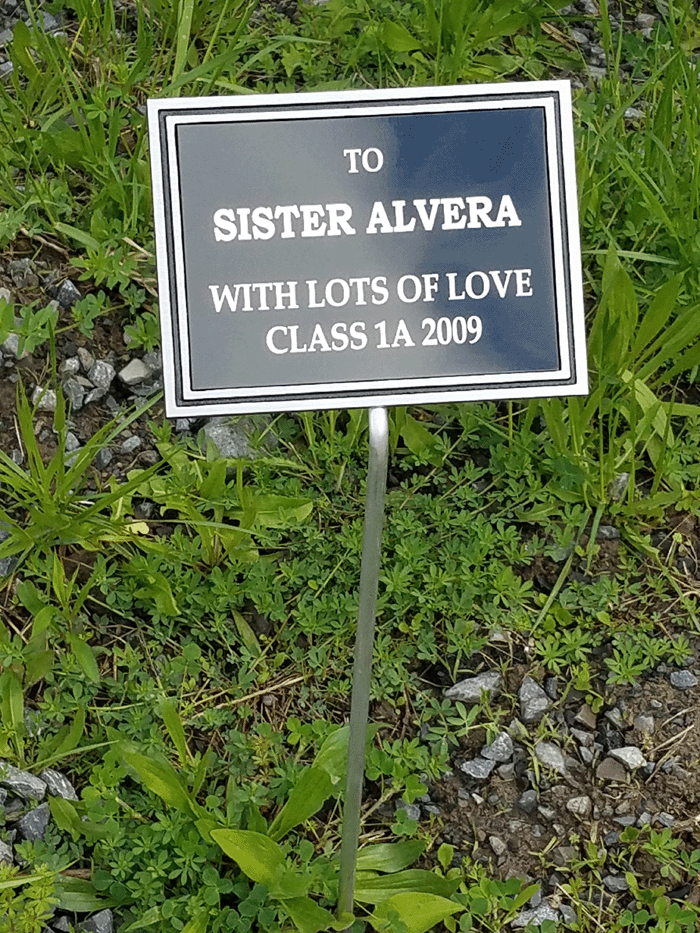 TO
SISTER ALVERA
WITH LOTS OF LOVE
CLASS 1A 2009